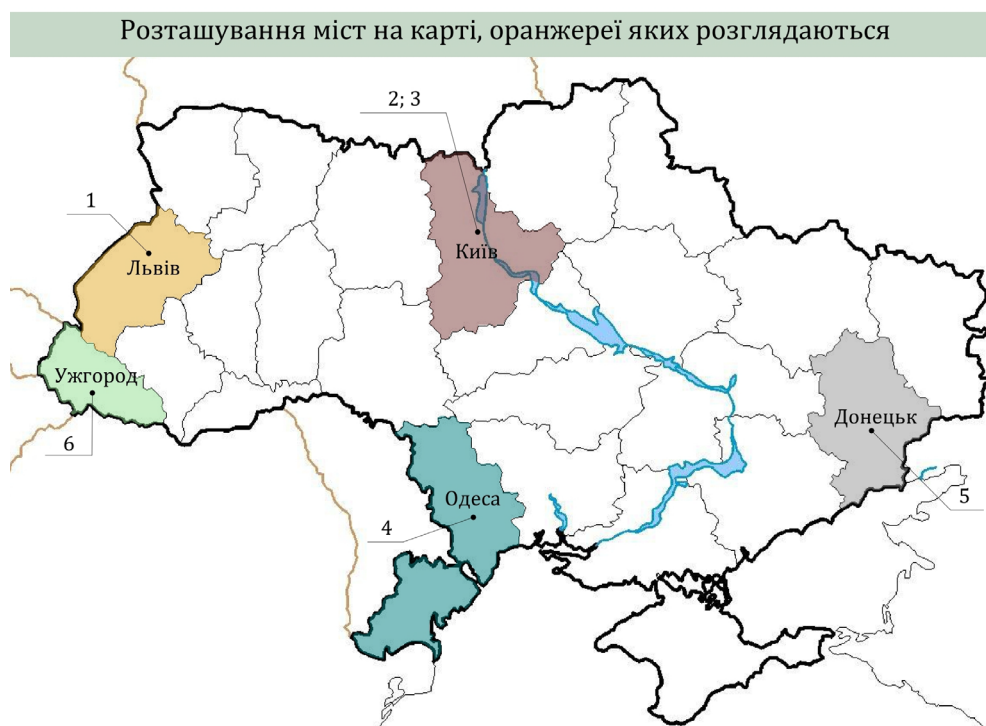 Розташування міст на карті, оранжереї яких розглядаються
2; 3
1
Київ
Львів
Ужгород
6
Донецьк
5
Одеса
4